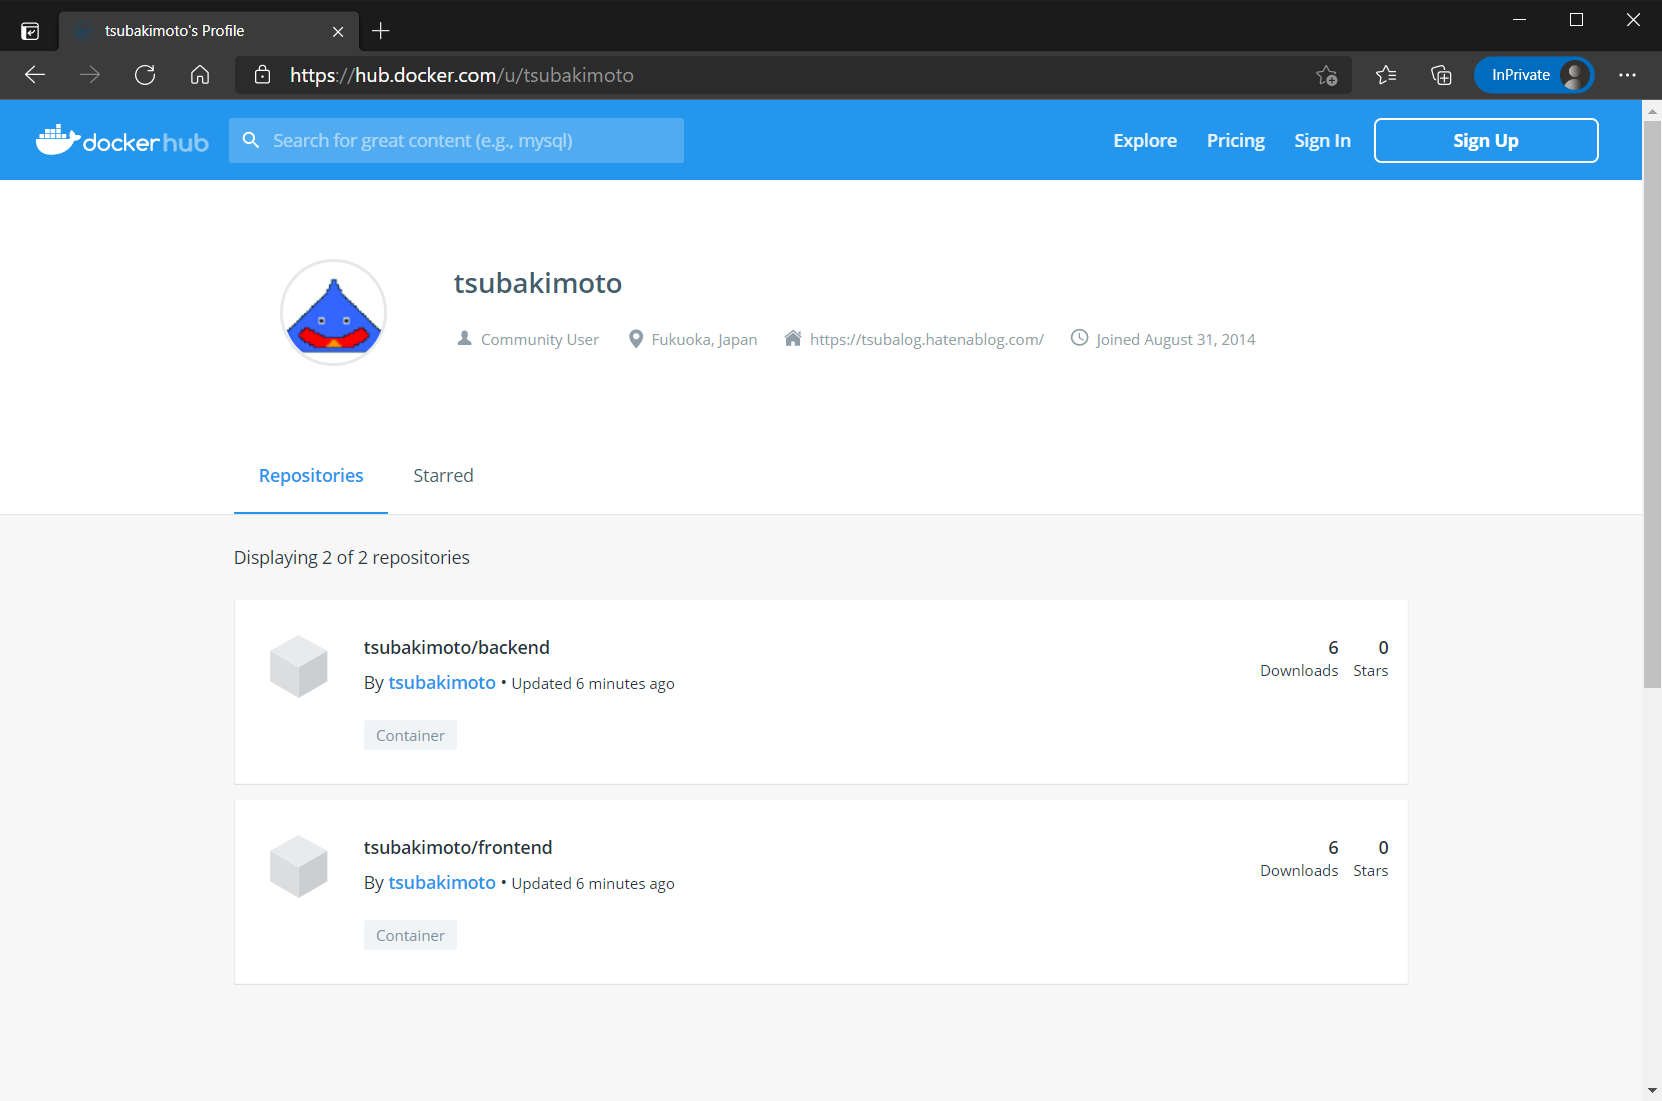 tsubakimoto's Profile
https://hub.docker.com/u/tsubakimoto
InPrivate
docker hub
Search for great content (e.g., mysql)
Explore
Pricing
Sign In
Sign Up
tsubakimoto
Community User
Fukuoka, Japan
https://tsubalog.hatenablog.com/
Joined August 31, 2014
Repositories
Starred
Displaying 2 of 2 repositories
tsubakimoto/backend
6
0
Downloads
Stars
By tsubakimoto • Updated 6 minutes ago
Container
tsubakimoto/frontend
6
0
Downloads
Stars
By tsubakimoto • Updated 6 minutes ago
Container